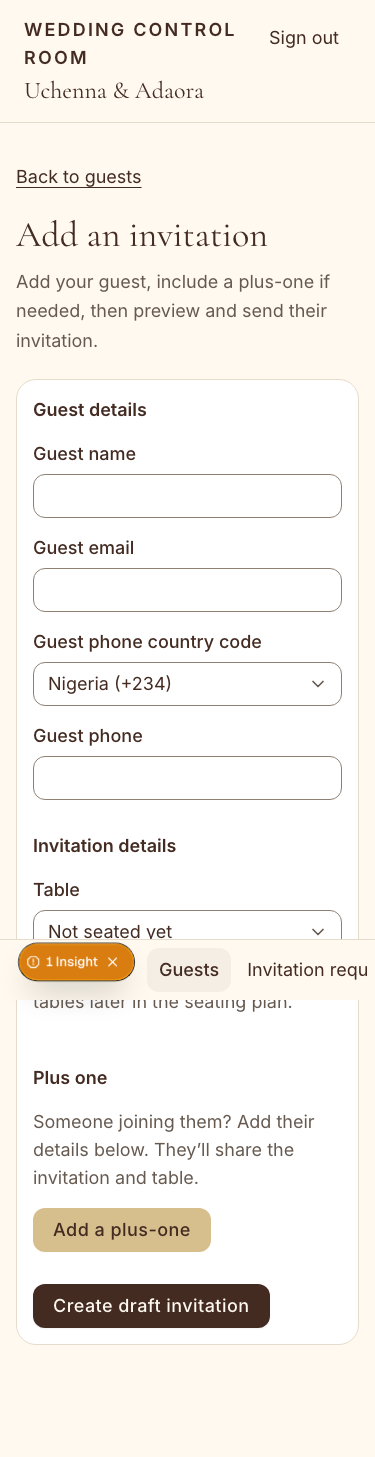 WEDDING CONTROL
ROOM
Sign out
Uchenna & Adaora
Back to guests
Add an invitation
Add your guest, include a plus-one if
needed, then preview and send their
invitation.
Guest details
Guest name
Guest email
Guest phone country code
Nigeria (+234)
Guest phone
Invitation details
Table
Not seated yet
1 Insight
Guests
Invitation requ
tables later in the seating plan.
Plus one
Someone joining them? Add their
details below. They’ll share the
invitation and table.
Add a plus-one
Create draft invitation